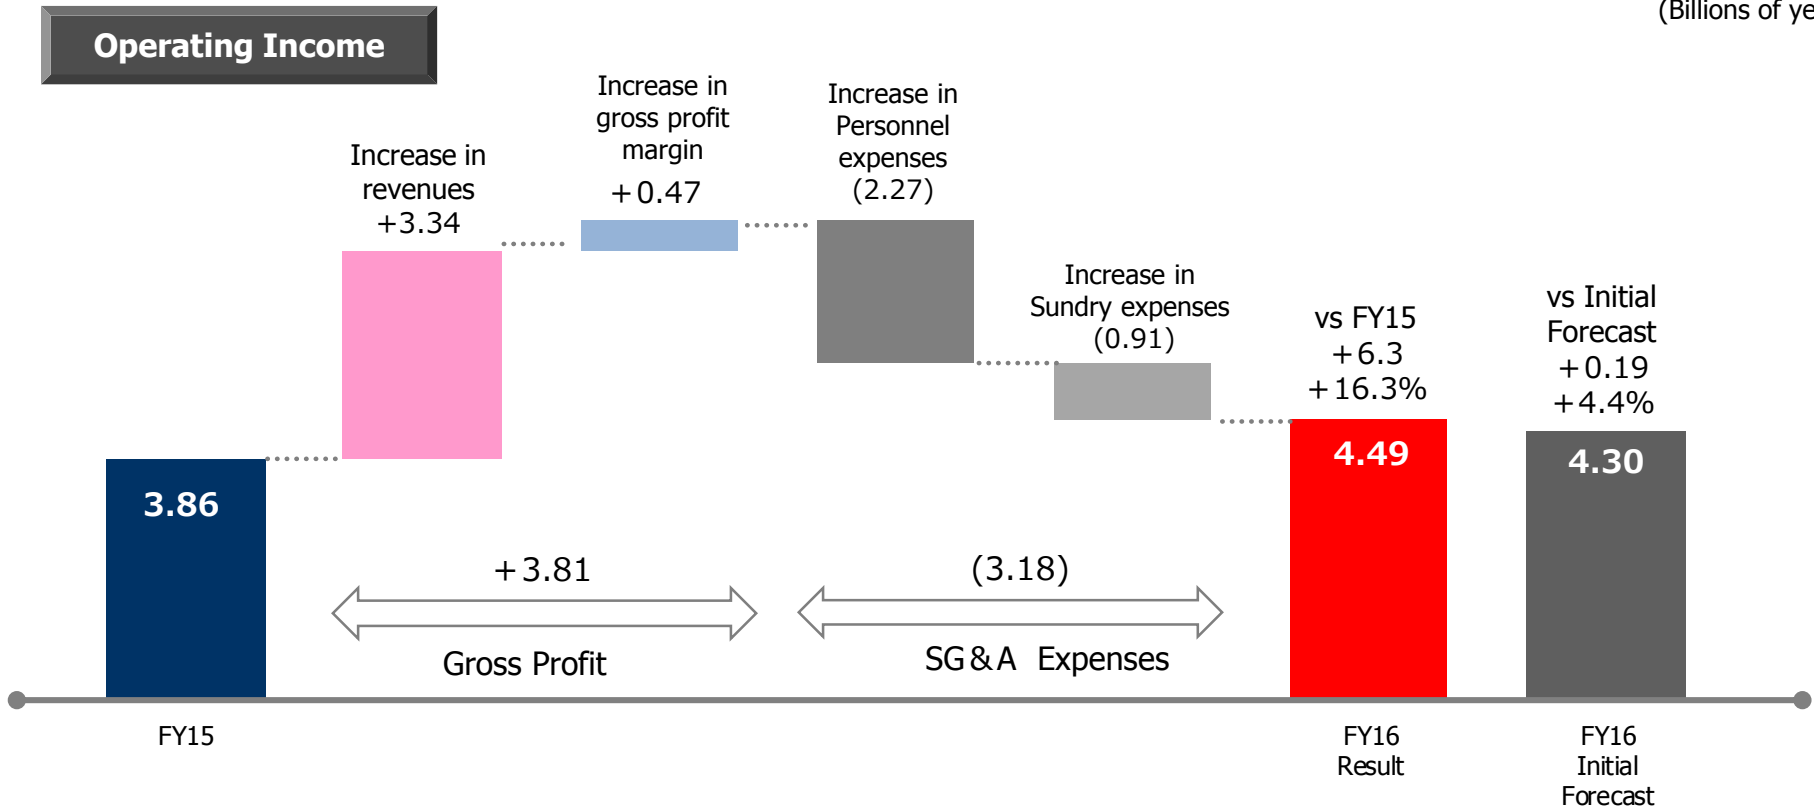 (Billions of ye
Operating Income
Increase in
revenues
+3.34
Increase in
gross profit
margin
+0.47
Increase in
Personnel
expenses
(2.27)
Increase in
Sundry expenses
(0.91)
vs FY15
+6.3
+16.3%
vs Initial
Forecast
+0.19
+4.4%
3.86
4.49
4.30
+3.81
(3.18)
Gross Profit
SG&A Expenses
FY15
FY16
Result
FY16
Initial
Forecast